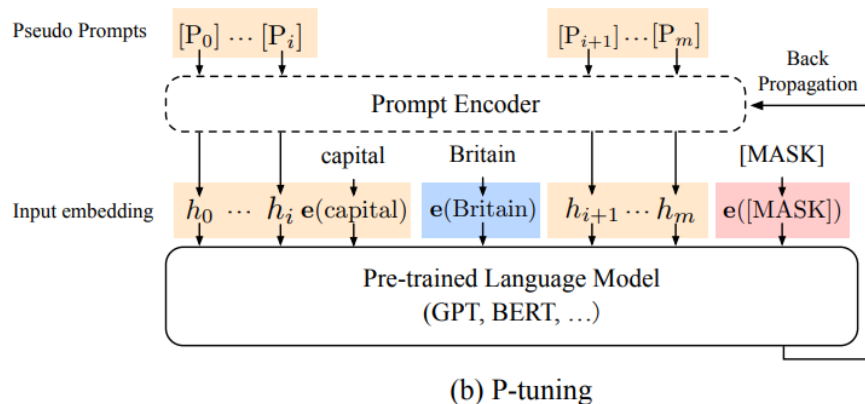 Pseudo Prompts [P₀] ⋯ [Pᵢ] [Pᵢ₊₁] ⋯ [Pₘ]
Back
Propagation
Prompt Encoder
capital Britain [MASK]
Input embedding h₀ ⋯ hᵢ e(capital) e(Britain) hᵢ₊₁ ⋯ hₘ e([MASK])
Pre-trained Language Model
(GPT, BERT, …)
(b) P-tuning